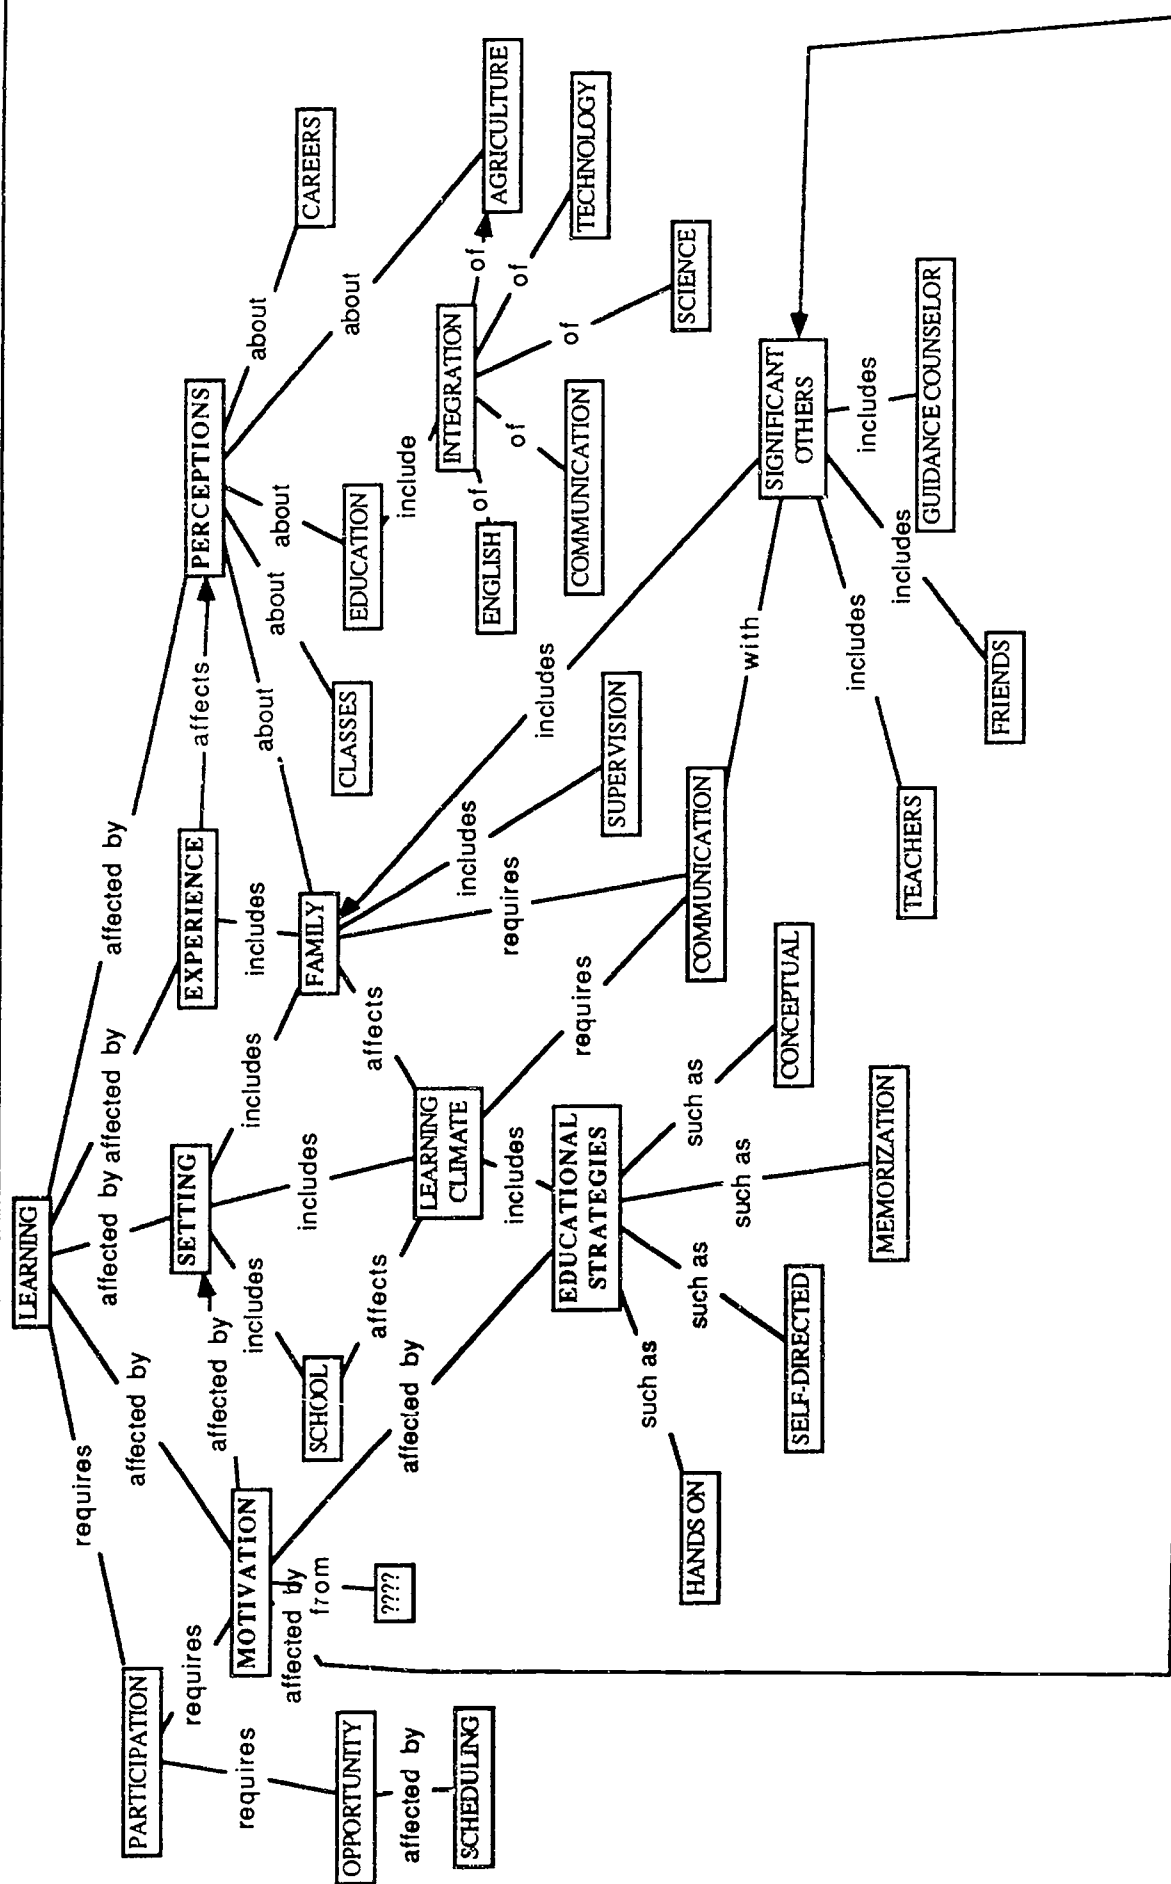 LEARNING
requires
affected by
affected by
affected by
affected by
PARTICIPATION
MOTIVATION
SETTING
EXPERIENCE
PERCEPTIONS
requires
requires
affected by
affects
OPPORTUNITY
affected by
SCHEDULING
affected by
from
????
affected by
includes
includes
includes
includes
about
about
about
about
about
SCHOOL
FAMILY
CLASSES
EDUCATION
CAREERS
AGRICULTURE
affects
affects
LEARNING
CLIMATE
includes
requires
requires
includes
SUPERVISION
includes
include
INTEGRATION
of
of
of
of
of
ENGLISH
COMMUNICATION
SCIENCE
TECHNOLOGY
EDUCATIONAL
STRATEGIES
such as
such as
such as
such as
HANDS ON
SELF-DIRECTED
MEMORIZATION
CONCEPTUAL
COMMUNICATION
with
SIGNIFICANT
OTHERS
includes
includes
includes
TEACHERS
FRIENDS
GUIDANCE COUNSELOR